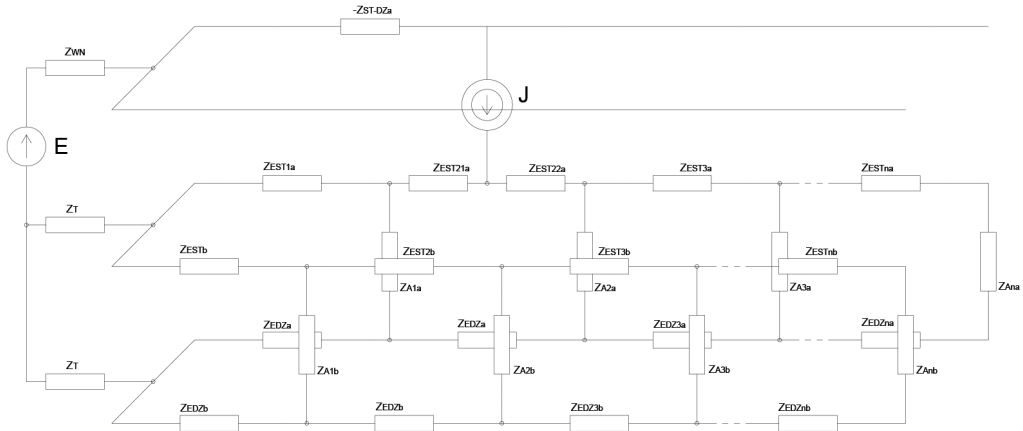 -ZST-DZa
ZWN
J
E
ZEST1a
ZEST21a
ZEST22a
ZEST3a
ZESTna
ZT
ZESTb
ZEST2b
ZEST3b
ZESTnb
ZA1a
ZA2a
ZA3a
ZAna
ZEDZa
ZEDZa
ZEDZ3a
ZEDZna
ZT
ZA1b
ZA2b
ZA3b
ZAnb
ZEDZb
ZEDZb
ZEDZ3b
ZEDZnb